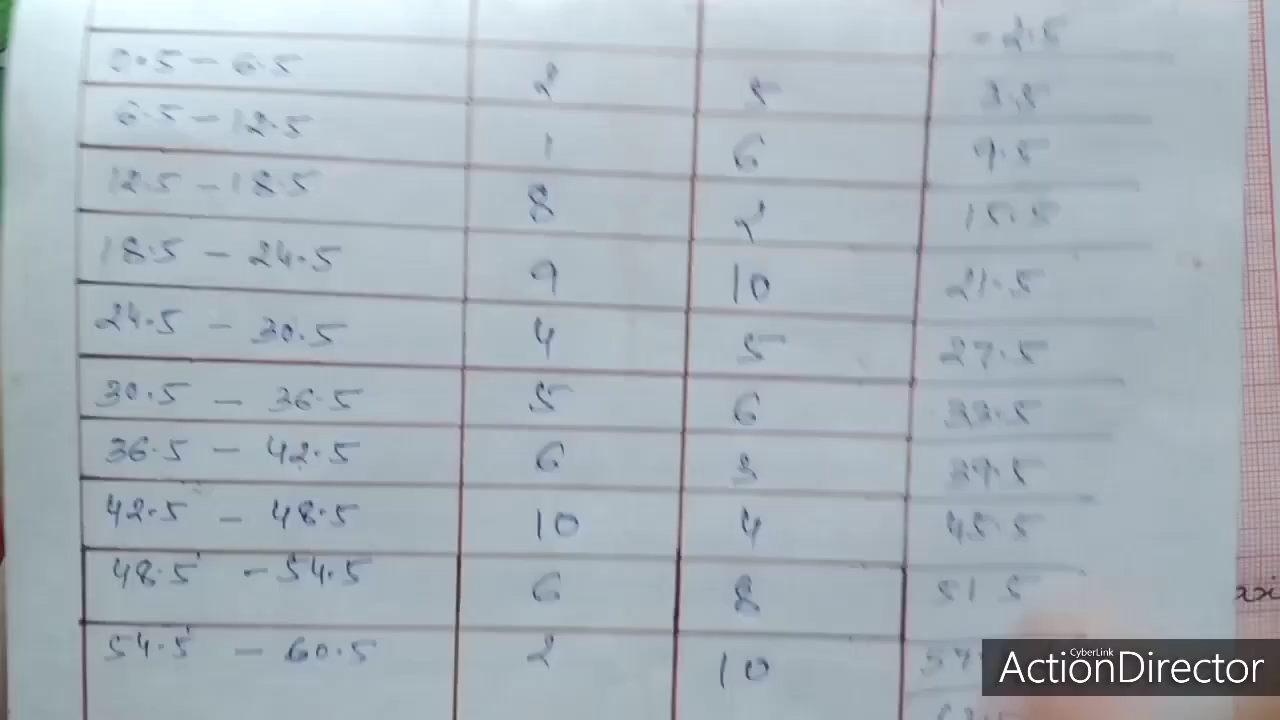 -2.5
0.5 - 6.5 2 5 3.5
6.5 - 12.5 1 6 9.5
12.5 - 18.5 8 2 15.5
18.5 - 24.5 9 10 21.5
24.5 - 30.5 4 5 27.5
30.5 - 36.5 5 6 33.5
36.5 - 42.5 6 3 39.5
42.5 - 48.5 10 4 45.5
48.5 - 54.5 6 8 51.5
54.5 - 60.5 2 10
CyberLink
ActionDirector